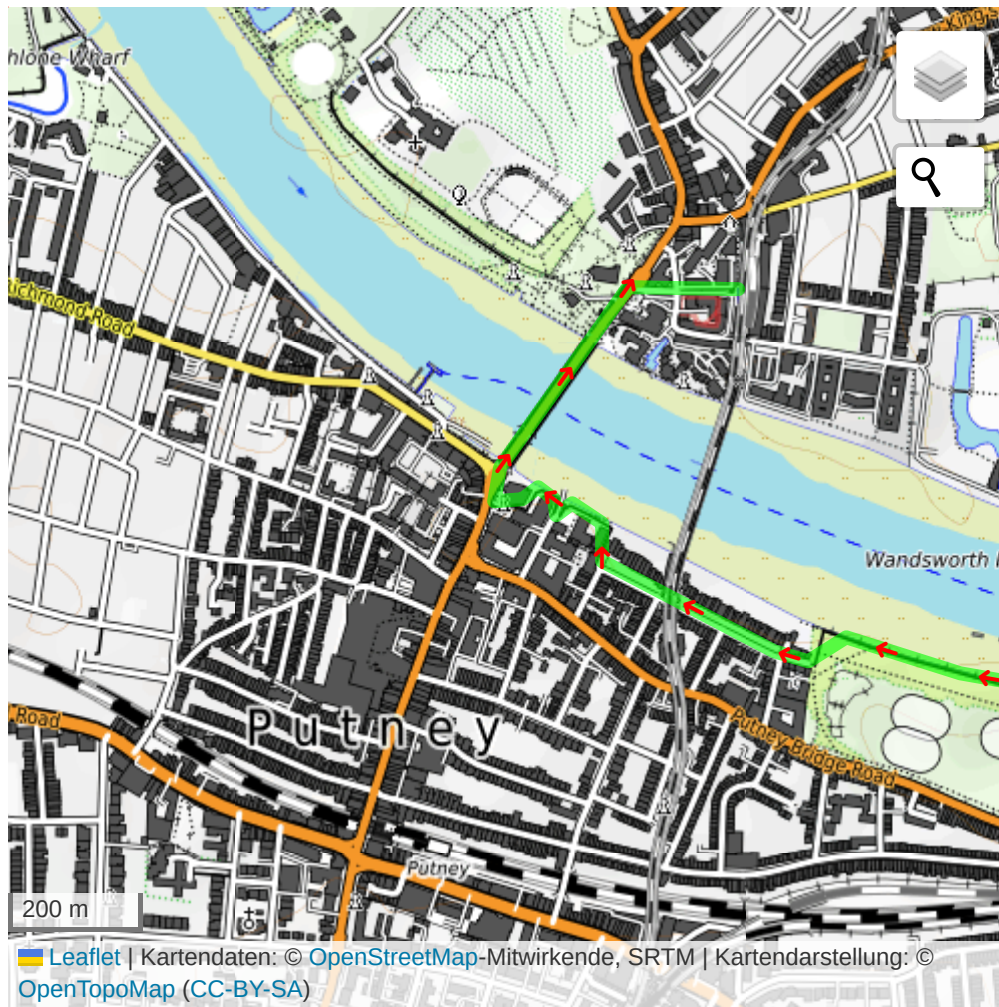 King's
hlone Wharf
Richmond Road
Wandsworth
Putney
Road
Putney Bridge Road
Putney
200 m
Leaflet | Kartendaten: © OpenStreetMap-Mitwirkende, SRTM | Kartendarstellung: ©
OpenTopoMap (CC-BY-SA)